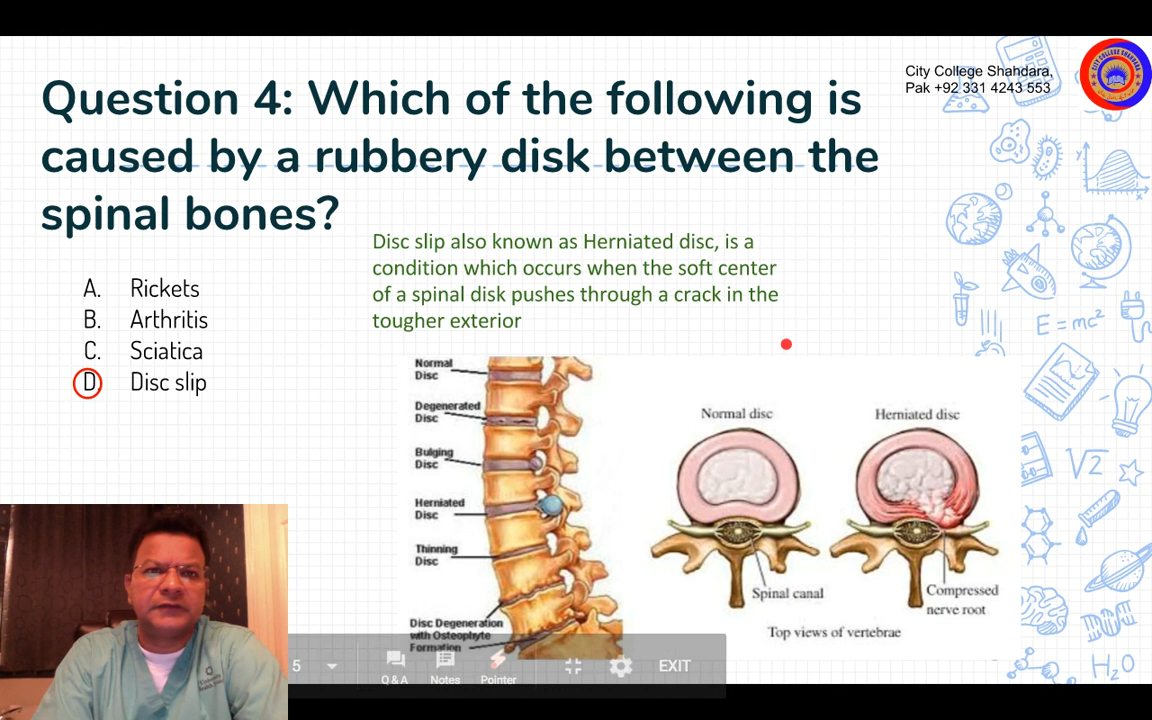 City College Shahdara,
Pak +92 331 4243 553
Question 4: Which of the following is
caused by a rubbery disk between the
spinal bones?
Disc slip also known as Herniated disc, is a
condition which occurs when the soft center
of a spinal disk pushes through a crack in the
tougher exterior
A. Rickets
B. Arthritis
C. Sciatica
D. Disc slip
Normal
Disc
Degenerated
Disc
Bulging
Disc
Herniated
Disc
Thinning
Disc
Disc Degeneration
with Osteophyte
Formation
Normal disc
Herniated disc
Spinal canal
Compressed
nerve root
Top views of vertebrae
y
x
E = mc²
√2
H₂O
5
Q & A
Notes
Pointer
EXIT